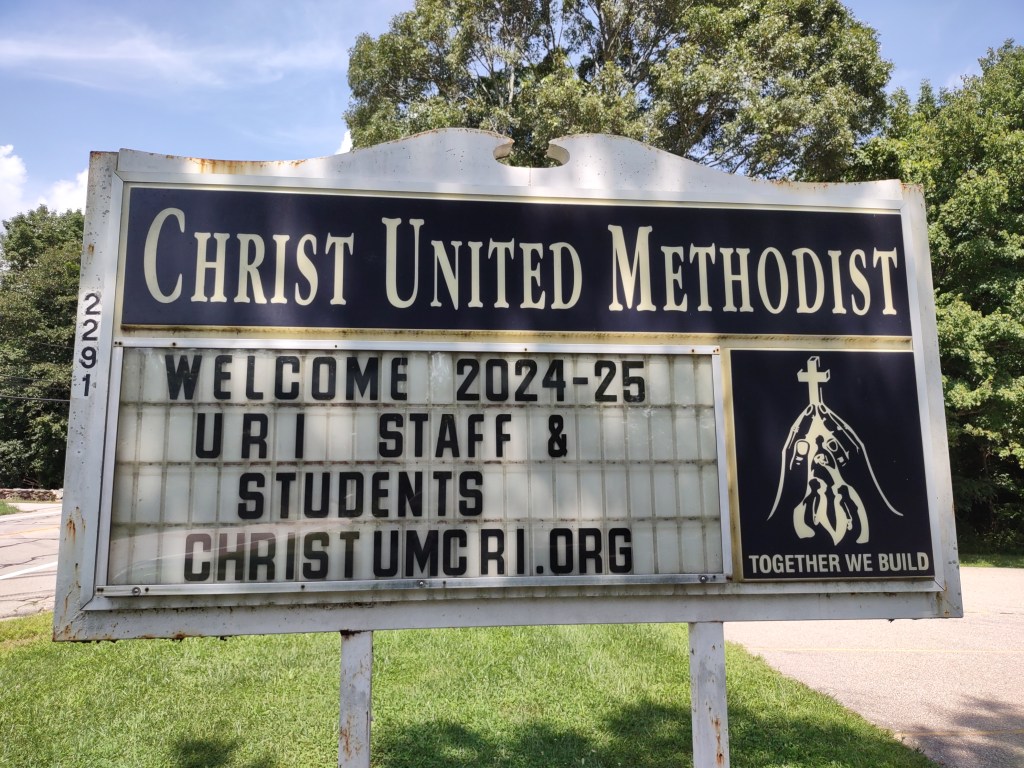 CHRIST UNITED METHODIST
2291
WELCOME 2024-25
URI STAFF &
STUDENTS
CHRISTUMCRI.ORG
TOGETHER WE BUILD